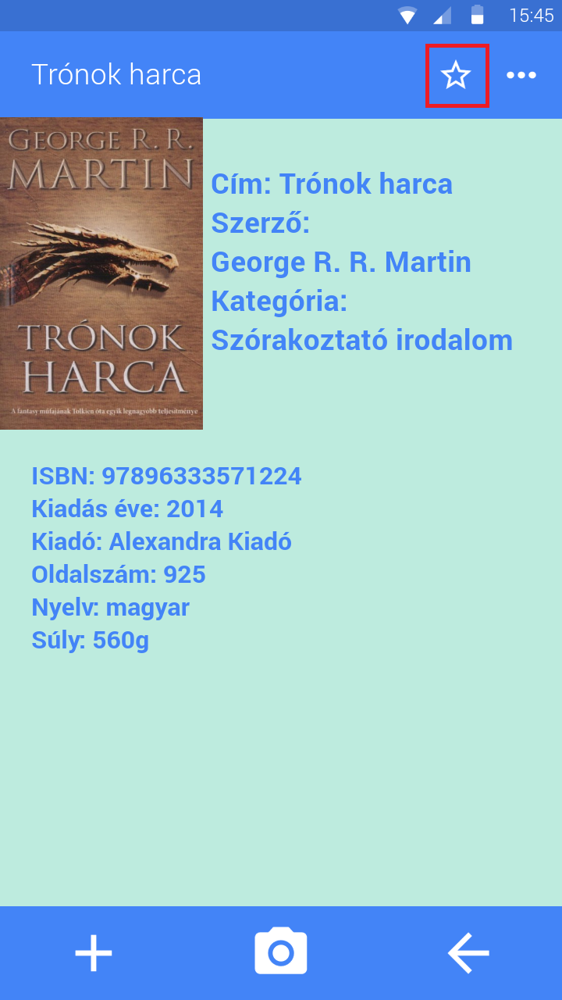 15:45
Trónok harca
GEORGE R. R.
MARTIN
TRÓNOK
HARCA
A fantasy műfajának Tolkien óta egyik legnagyobb teljesítménye
Cím: Trónok harca
Szerző:
George R. R. Martin
Kategória:
Szórakoztató irodalom
ISBN: 97896333571224
Kiadás éve: 2014
Kiadó: Alexandra Kiadó
Oldalszám: 925
Nyelv: magyar
Súly: 560g